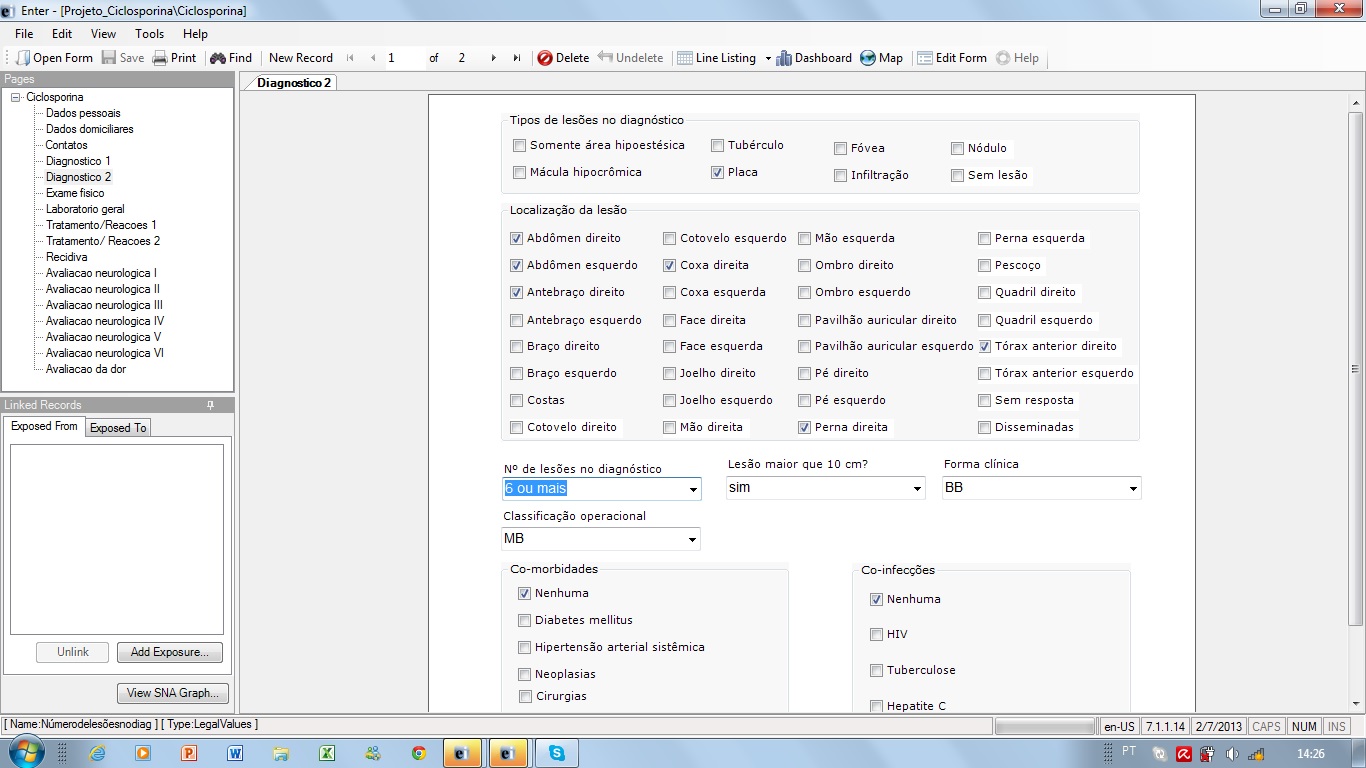 Enter - [Projeto_Ciclosporina\Ciclosporina]
File Edit View Tools Help
Open Form Save Print Find New Record 1 of 2 Delete Undelete Line Listing Dashboard Map Edit Form Help
Pages
Ciclosporina
Dados pessoais
Dados domiciliares
Contatos
Diagnostico 1
Diagnostico 2
Exame fisico
Laboratorio geral
Tratamento/Reacoes 1
Tratamento/ Reacoes 2
Recidiva
Avaliacao neurologica I
Avaliacao neurologica II
Avaliacao neurologica III
Avaliacao neurologica IV
Avaliacao neurologica V
Avaliacao neurologica VI
Avaliacao da dor
Linked Records
Exposed From Exposed To
Unlink Add Exposure...
View SNA Graph...
Diagnostico 2
Tipos de lesões no diagnóstico
Somente área hipoestésica Tubérculo Fóvea Nódulo
Mácula hipocrômica Placa Infiltração Sem lesão
Localização da lesão
Abdômen direito Cotovelo esquerdo Mão esquerda Perna esquerda
Abdômen esquerdo Coxa direita Ombro direito Pescoço
Antebraço direito Coxa esquerda Ombro esquerdo Quadril direito
Antebraço esquerdo Face direita Pavilhão auricular direito Quadril esquerdo
Braço direito Face esquerda Pavilhão auricular esquerdo Tórax anterior direito
Braço esquerdo Joelho direito Pé direito Tórax anterior esquerdo
Costas Joelho esquerdo Pé esquerdo Sem resposta
Cotovelo direito Mão direita Perna direita Disseminadas
Nº de lesões no diagnóstico Lesão maior que 10 cm? Forma clínica
6 ou mais sim BB
Classificação operacional
MB
Co-morbidades Co-infecções
Nenhuma Nenhuma
Diabetes mellitus HIV
Hipertensão arterial sistêmica
Neoplasias Tuberculose
Cirurgias Hepatite C
[ Name:Númerodelesõesnodiag ] [ Type:LegalValues ] en-US 7.1.1.14 2/7/2013 CAPS NUM INS
PT 14:26